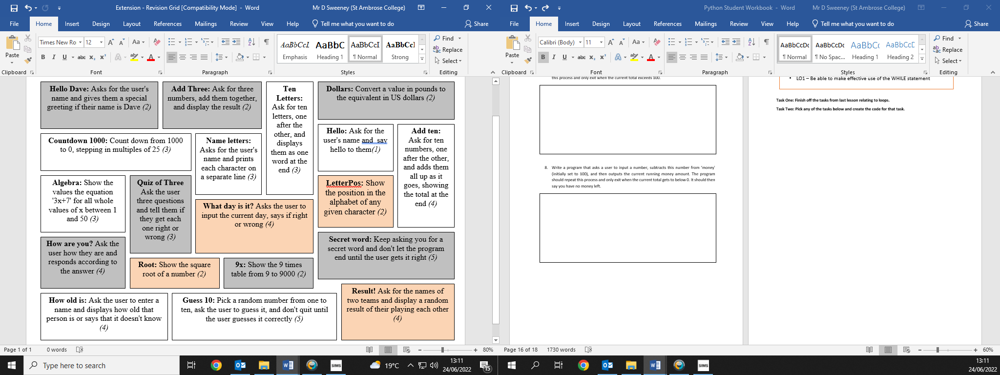 Extension - Revision Grid [Compatibility Mode] - Word
Mr D Sweeney (St Ambrose College)
File Home Insert Design Layout References Mailings Review View Help Tell me what you want to do Share
Paste
Clipboard
Times New Ro 12
Aa
B I U abc x₂ x²
Font
Paragraph
AaBbCcI AaBbC AaBbCcI AaBbCcl
Emphasis Heading 1 ¶ Normal Strong
Styles
Find
Replace
Select
Editing
Hello Dave: Asks for the user's
name and gives them a special
greeting if their name is Dave (2)
Add Three: Ask for three
numbers, add them together,
and display the result (2)
Ten
Letters:
Ask for ten
letters, one
after the
other, and
displays
them as one
word at the
end (3)
Dollars: Convert a value in pounds to
the equivalent in US dollars (2)
Countdown 1000: Count down from 1000
to 0, stepping in multiples of 25 (3)
Name letters:
Asks for the user's
name and prints
each character on
a separate line (3)
Hello: Ask for the
user's name and say
hello to them(1)
Add ten:
Ask for ten
numbers, one
after the other,
and adds them
all up as it
goes, showing
the total at the
end (4)
Algebra: Show the
values the equation
'3x+7' for all whole
values of x between 1
and 50 (3)
Quiz of Three
Ask the user
three questions
and tell them if
they get each
one right or
wrong (3)
What day is it? Asks the user to
input the current day, says if right
or wrong (4)
LetterPos: Show
the position in the
alphabet of any
given character (2)
How are you? Ask the
user how they are and
responds according to
the answer (4)
Root: Show the square
root of a number (2)
9x: Show the 9 times
table from 9 to 9000 (2)
Secret word: Keep asking you for a
secret word and don't let the program
end until the user gets it right (5)
How old is: Ask the user to enter a
name and displays how old that
person is or says that it doesn't know
(4)
Guess 10: Pick a random number from one to
ten, ask the user to guess it, and don't quit until
the user guesses it correctly (5)
Result! Ask for the names of
two teams and display a random
result of their playing each other
(4)
Page 1 of 1 0 words 80%
Type here to search
SIMS
19°C
13:11
24/06/2022
15
Python Student Workbook - Word
Mr D Sweeney (St Ambrose College)
File Home Insert Design Layout References Mailings Review View Help Tell me what you want to do Share
Paste
Clipboard
Calibri (Body) 11
Aa
B I U abc x₂ x²
Font
Paragraph
AaBbCcDc AaBbCcDc AaBbCc AaBbCcE
¶ Normal ¶ No Spac... Heading 1 Heading 2
Styles
Find
Replace
Select
Editing
this process and only exit when the current total exceeds 100.
8. Write a program that asks a user to input a number, subtracts this number from 'money'
(initially set to 100), and then outputs the current running money amount. The program
should repeat this process and only exit when the current total gets to below 0. It should then
say you have no money left.
• LO1 – Be able to make effective use of the WHILE statement
Task One: Finish off the tasks from last lesson relating to loops.
Task Two: Pick any of the tasks below and create the code for that task.
Page 16 of 18 1730 words 60%
SIMS
13:11
24/06/2022